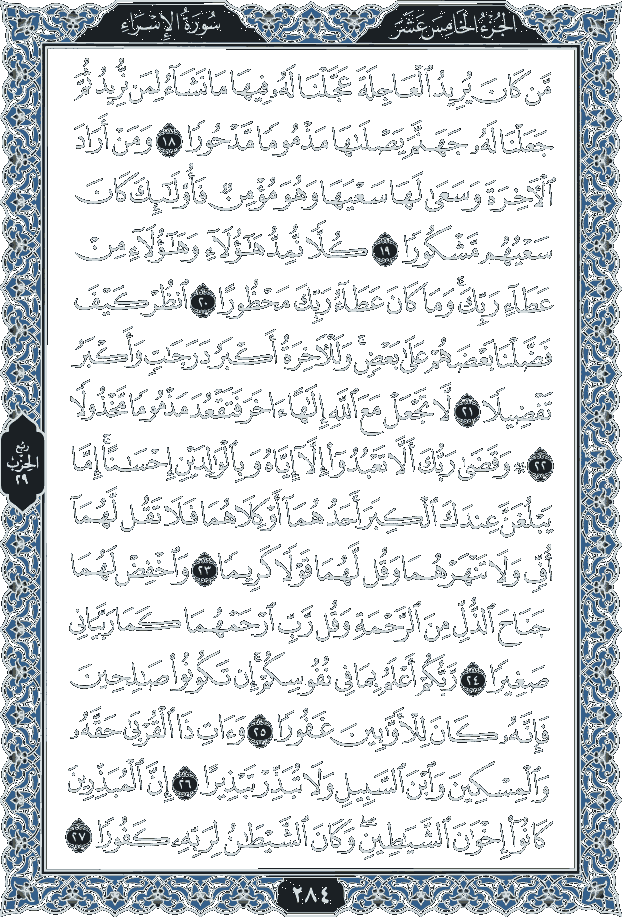 سُورَةُ الإِسْرَاءِ
الجُزْءُ الخَامِسَ عَشَرَ
مَّن كَانَ يُرِيدُ ٱلْعَاجِلَةَ عَجَّلْنَا لَهُۥ فِيهَا مَا نَشَآءُ لِمَن نُّرِيدُ ثُمَّ
جَعَلْنَا لَهُۥ جَهَنَّمَ يَصْلَىٰهَا مَذْمُومًا مَّدْحُورًا ١٨ وَمَنْ أَرَادَ
ٱلْأَخِرَةَ وَسَعَىٰ لَهَا سَعْيَهَا وَهُوَ مُؤْمِنٌ فَأُو۟لَـٰٓئِكَ كَانَ
سَعْيُهُم مَّشْكُورًا ١٩ كُلًّا نُّمِدُّ هَـٰٓؤُلَآءِ وَهَـٰٓؤُلَآءِ مِنْ
عَطَآءِ رَبِّكَ ۚ وَمَا كَانَ عَطَآءُ رَبِّكَ مَحْظُورًا ٢٠ ٱنظُرْ كَيْفَ
فَضَّلْنَا بَعْضَهُمْ عَلَىٰ بَعْضٍ ۚ وَلَلْأَخِرَةُ أَكْبَرُ دَرَجَـٰتٍ وَأَكْبَرُ
تَفْضِيلًا ٢١ لَّا تَجْعَلْ مَعَ ٱللَّهِ إِلَـٰهًا ءَاخَرَ فَتَقْعُدَ مَذْمُومًا مَّخْذُولًا
٢٢ ۞ وَقَضَىٰ رَبُّكَ أَلَّا تَعْبُدُوٓا۟ إِلَّآ إِيَّاهُ وَبِٱلْوَٰلِدَيْنِ إِحْسَـٰنًا ۚ إِمَّا
يَبْلُغَنَّ عِندَكَ ٱلْكِبَرَ أَحَدُهُمَآ أَوْ كِلَاهُمَا فَلَا تَقُل لَّهُمَآ
أُفٍّ وَلَا تَنْهَرْهُمَا وَقُل لَّهُمَا قَوْلًا كَرِيمًا ٢٣ وَٱخْفِضْ لَهُمَا
جَنَاحَ ٱلذُّلِّ مِنَ ٱلرَّحْمَةِ وَقُل رَّبِّ ٱرْحَمْهُمَا كَمَا رَبَّيَانِى
صَغِيرًا ٢٤ رَّبُّكُمْ أَعْلَمُ بِمَا فِى نُفُوسِكُمْ ۚ إِن تَكُونُوا۟ صَـٰلِحِينَ
فَإِنَّهُۥ كَانَ لِلْأَوَّٰبِينَ غَفُورًا ٢٥ وَءَاتِ ذَا ٱلْقُرْبَىٰ حَقَّهُۥ
وَٱلْمِسْكِينَ وَٱبْنَ ٱلسَّبِيلِ وَلَا تُبَذِّرْ تَبْذِيرًا ٢٦ إِنَّ ٱلْمُبَذِّرِينَ
كَانُوٓا۟ إِخْوَٰنَ ٱلشَّيَـٰطِينِ ۖ وَكَانَ ٱلشَّيْطَـٰنُ لِرَبِّهِۦ كَفُورًا ٢٧
ربع
الحزب
٢٩
٢٨٤